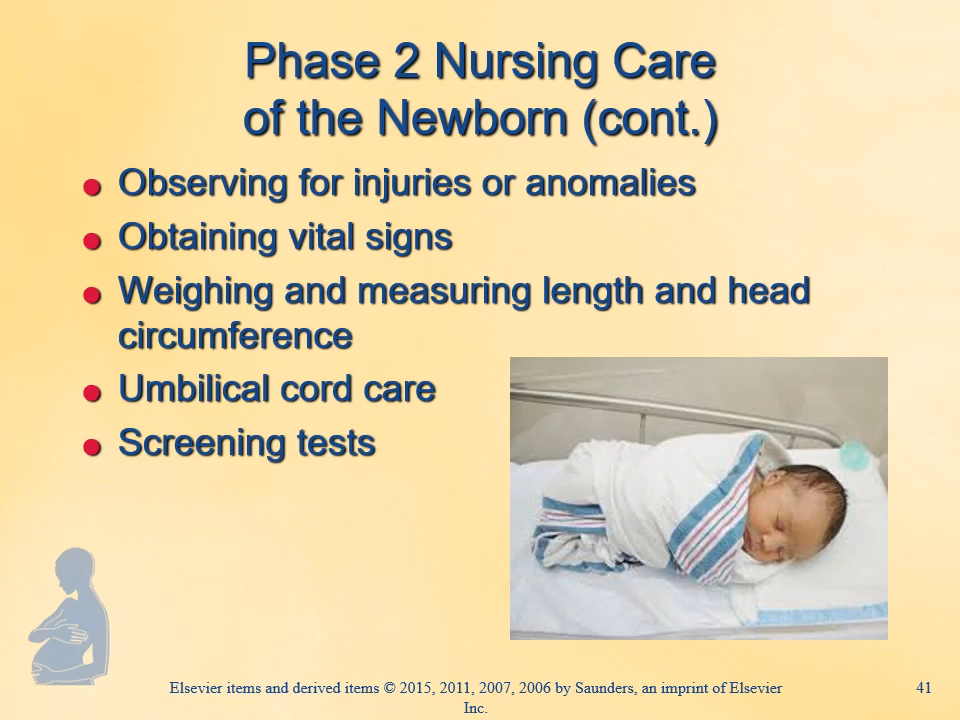 Phase 2 Nursing Care
of the Newborn (cont.)
Observing for injuries or anomalies
Obtaining vital signs
Weighing and measuring length and head
circumference
Umbilical cord care
Screening tests
Elsevier items and derived items © 2015, 2011, 2007, 2006 by Saunders, an imprint of Elsevier
Inc.
41